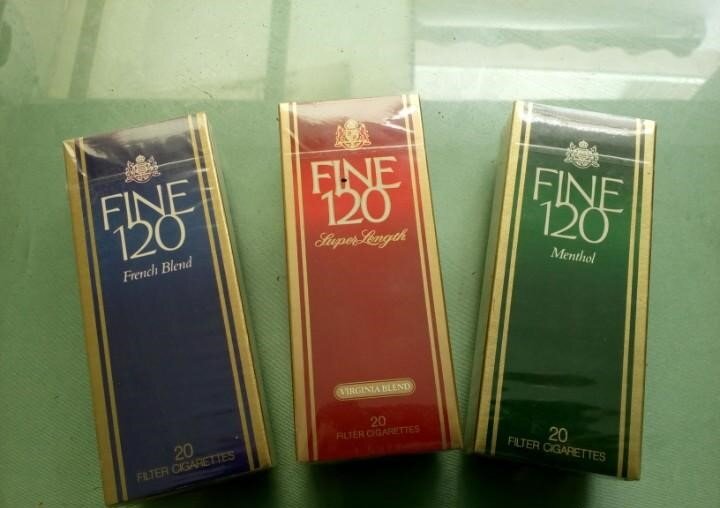 FINE
120
French Blend
20
FILTER CIGARETTES
FINE
120
Super Length
VIRGINIA BLEND
20
FILTER CIGARETTES
FINE
120
Menthol
20
FILTER CIGARETTES